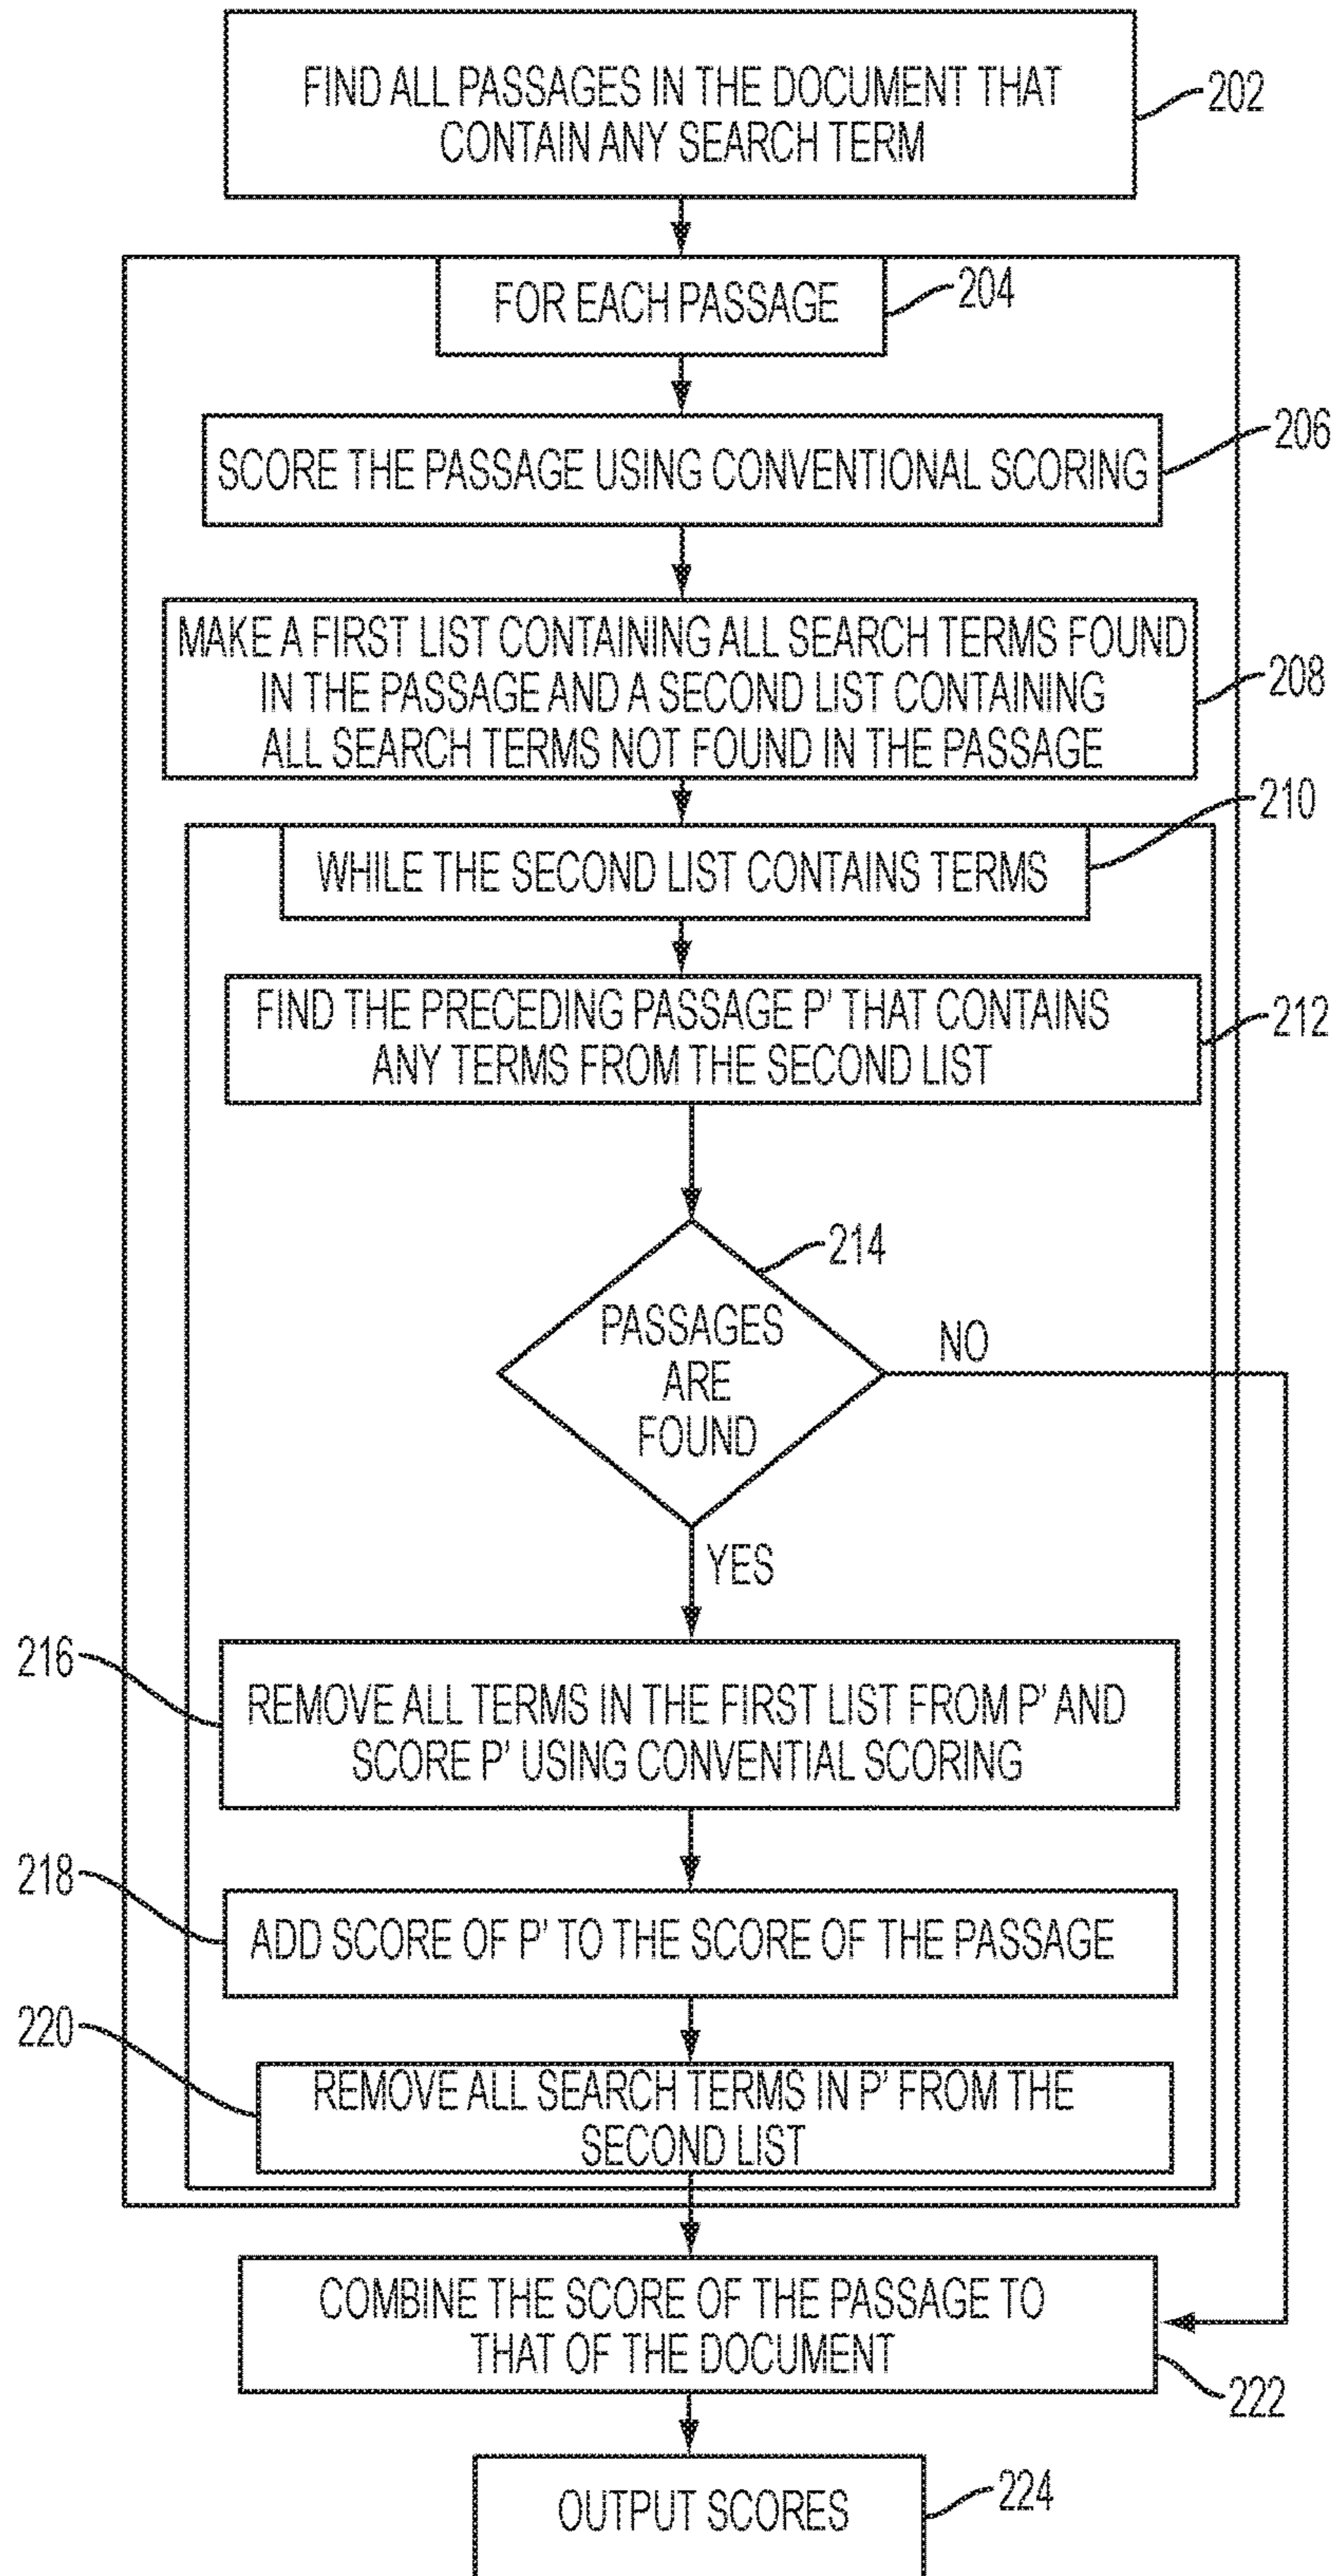 FIND ALL PASSAGES IN THE DOCUMENT THAT
CONTAIN ANY SEARCH TERM
202
FOR EACH PASSAGE
204
SCORE THE PASSAGE USING CONVENTIONAL SCORING
206
MAKE A FIRST LIST CONTAINING ALL SEARCH TERMS FOUND
IN THE PASSAGE AND A SECOND LIST CONTAINING
ALL SEARCH TERMS NOT FOUND IN THE PASSAGE
208
WHILE THE SECOND LIST CONTAINS TERMS
210
FIND THE PRECEDING PASSAGE P' THAT CONTAINS
ANY TERMS FROM THE SECOND LIST
212
PASSAGES
ARE
FOUND
214
NO
YES
216
REMOVE ALL TERMS IN THE FIRST LIST FROM P' AND
SCORE P' USING CONVENTIAL SCORING
218
ADD SCORE OF P' TO THE SCORE OF THE PASSAGE
220
REMOVE ALL SEARCH TERMS IN P' FROM THE
SECOND LIST
COMBINE THE SCORE OF THE PASSAGE TO
THAT OF THE DOCUMENT
222
OUTPUT SCORES
224